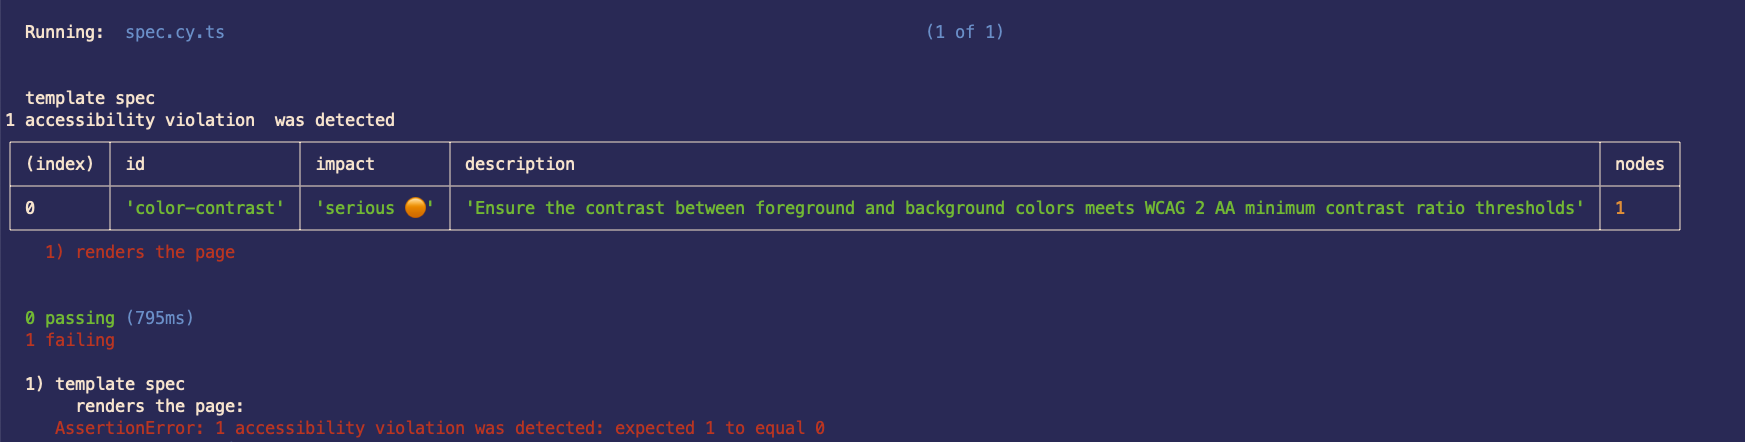 Running: spec.cy.ts (1 of 1)
template spec
1 accessibility violation was detected
(index) id impact description nodes
0 'color-contrast' 'serious 🟠' 'Ensure the contrast between foreground and background colors meets WCAG 2 AA minimum contrast ratio thresholds' 1
1) renders the page
0 passing (795ms)
1 failing
1) template spec
renders the page:
AssertionError: 1 accessibility violation was detected: expected 1 to equal 0